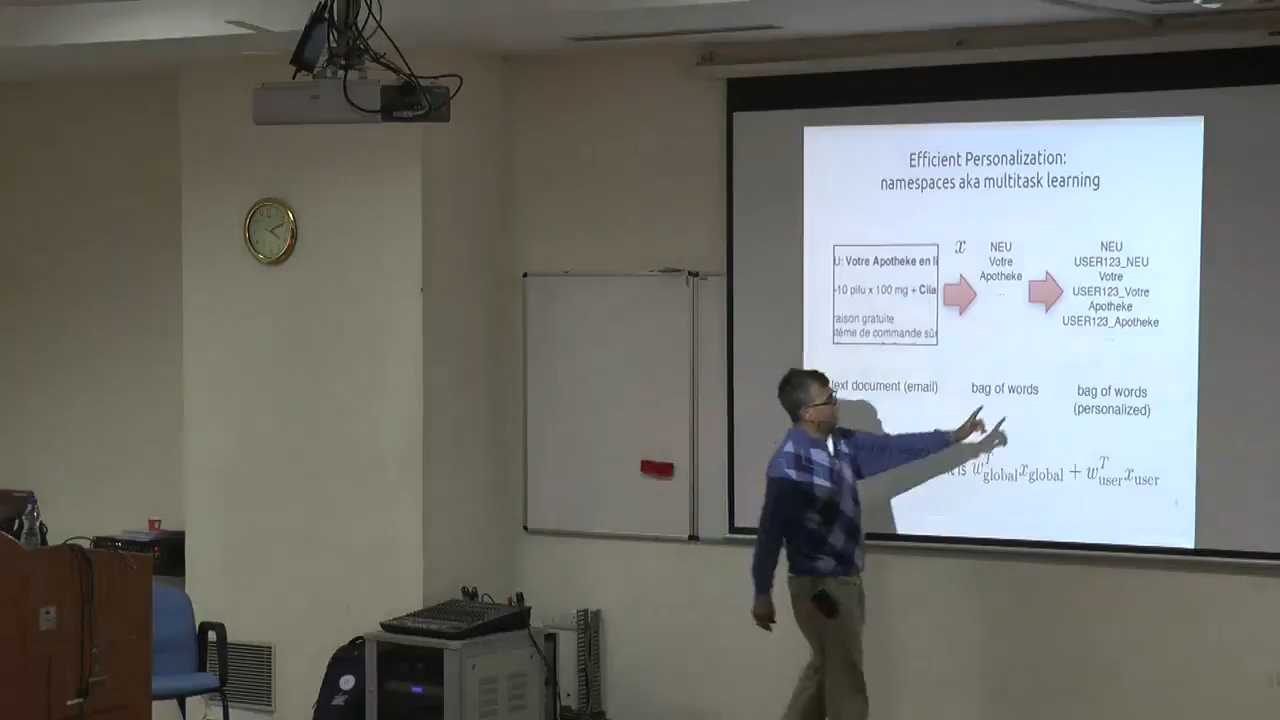 Efficient Personalization:
namespaces aka multitask learning
U: Votre Apotheke en li
-10 pilu x 100 mg + Cila
raison gratuite
tème de commande sû
x
NEU
Votre
Apotheke
...
NEU
USER123_NEU
Votre
USER123_Votre
Apotheke
USER123_Apotheke
...
text document (email)
bag of words
bag of words
(personalized)
is w_global^T x_global + w_user^T x_user